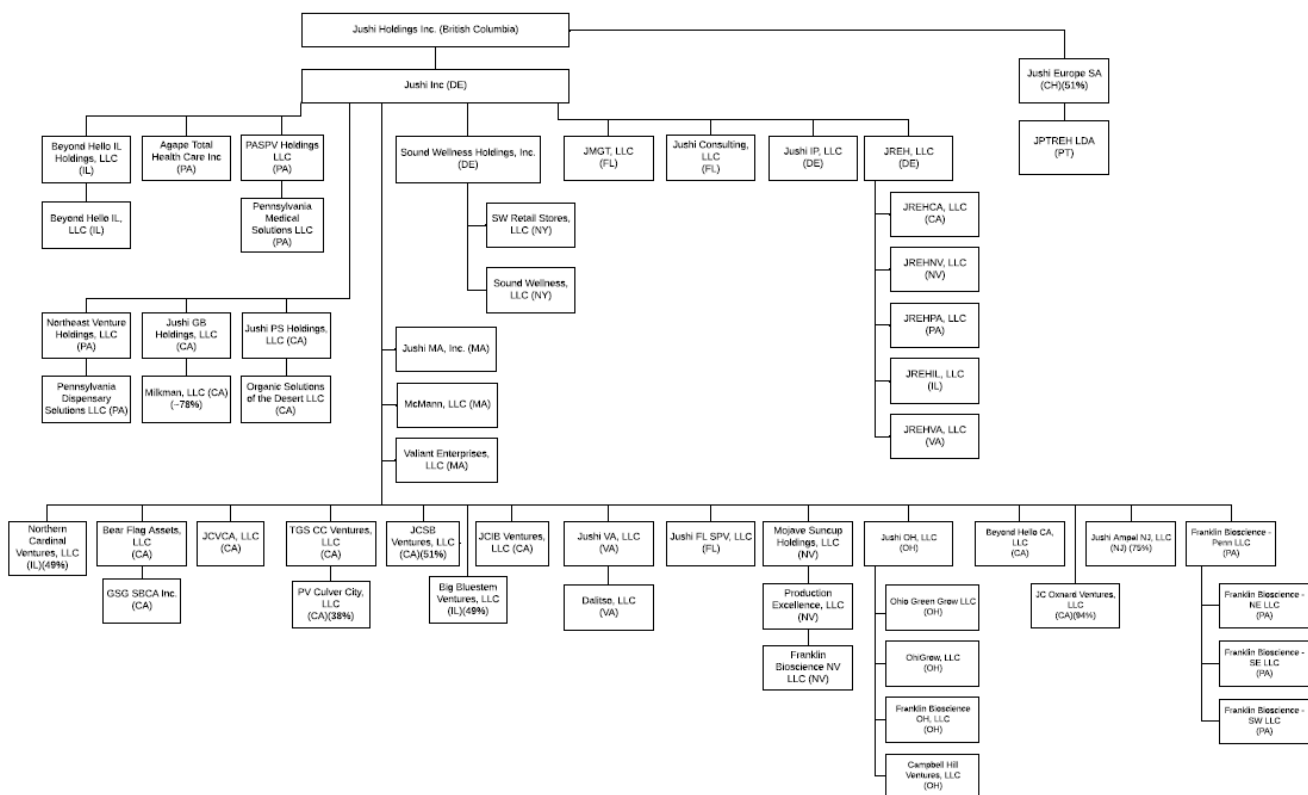 Jushi Holdings Inc. (British Columbia)
Jushi Inc (DE)
Jushi Europe SA
(CH)(51%)
JPTREH LDA
(PT)
Beyond Hello IL
Holdings, LLC
(IL)
Beyond Hello IL,
LLC (IL)
Agape Total
Health Care Inc
(PA)
PASPV Holdings
LLC
(PA)
Pennsylvania
Medical
Solutions LLC
(PA)
Sound Wellness Holdings, Inc.
(DE)
SW Retail Stores,
LLC (NY)
Sound Wellness,
LLC (NY)
JMGT, LLC
(FL)
Jushi Consulting,
LLC
(FL)
Jushi IP, LLC
(DE)
JREH, LLC
(DE)
JREHCA, LLC
(CA)
JREHNV, LLC
(NV)
JREHPA, LLC
(PA)
JREHIL, LLC
(IL)
JREHVA, LLC
(VA)
Northeast Venture
Holdings, LLC
(PA)
Pennsylvania
Dispensary
Solutions LLC (PA)
Jushi GB
Holdings, LLC
(CA)
Milkman, LLC (CA)
(~78%)
Jushi PS Holdings,
LLC (CA)
Organic Solutions
of the Desert LLC
(CA)
Jushi MA, Inc. (MA)
McMann, LLC (MA)
Valiant Enterprises,
LLC (MA)
Northern
Cardinal
Ventures, LLC
(IL)(49%)
Bear Flag Assets,
LLC
(CA)
GSG SBCA Inc.
(CA)
JCVCA, LLC
(CA)
TGS CC Ventures,
LLC
(CA)
PV Culver City,
LLC
(CA)(38%)
JCSB
Ventures, LLC
(CA)(51%)
Big Bluestem
Ventures, LLC
(IL)(49%)
JCIB Ventures,
LLC (CA)
Jushi VA, LLC
(VA)
Dalitso, LLC
(VA)
Jushi FL SPV, LLC
(FL)
Mojave Suncup
Holdings, LLC
(NV)
Production
Excellence, LLC
(NV)
Franklin
Bioscience NV
LLC (NV)
Jushi OH, LLC
(OH)
Ohio Green Grow LLC
(OH)
OhiGrow, LLC
(OH)
Franklin Bioscience
OH, LLC
(OH)
Campbell Hill
Ventures, LLC
(OH)
Beyond Hello CA, LLC
(CA)
JC Oxnard Ventures,
LLC
(CA)(94%)
Jushi Ampal NJ, LLC
(NJ) (75%)
Franklin Bioscience -
Penn LLC
(PA)
Franklin Bioscience -
NE LLC
(PA)
Franklin Bioscience -
SE LLC
(PA)
Franklin Bioscience -
SW LLC
(PA)